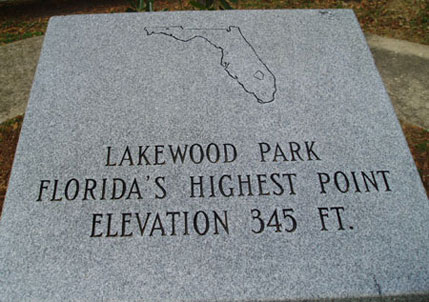 LAKEWOOD PARK
FLORIDA'S HIGHEST POINT
ELEVATION 345 FT.